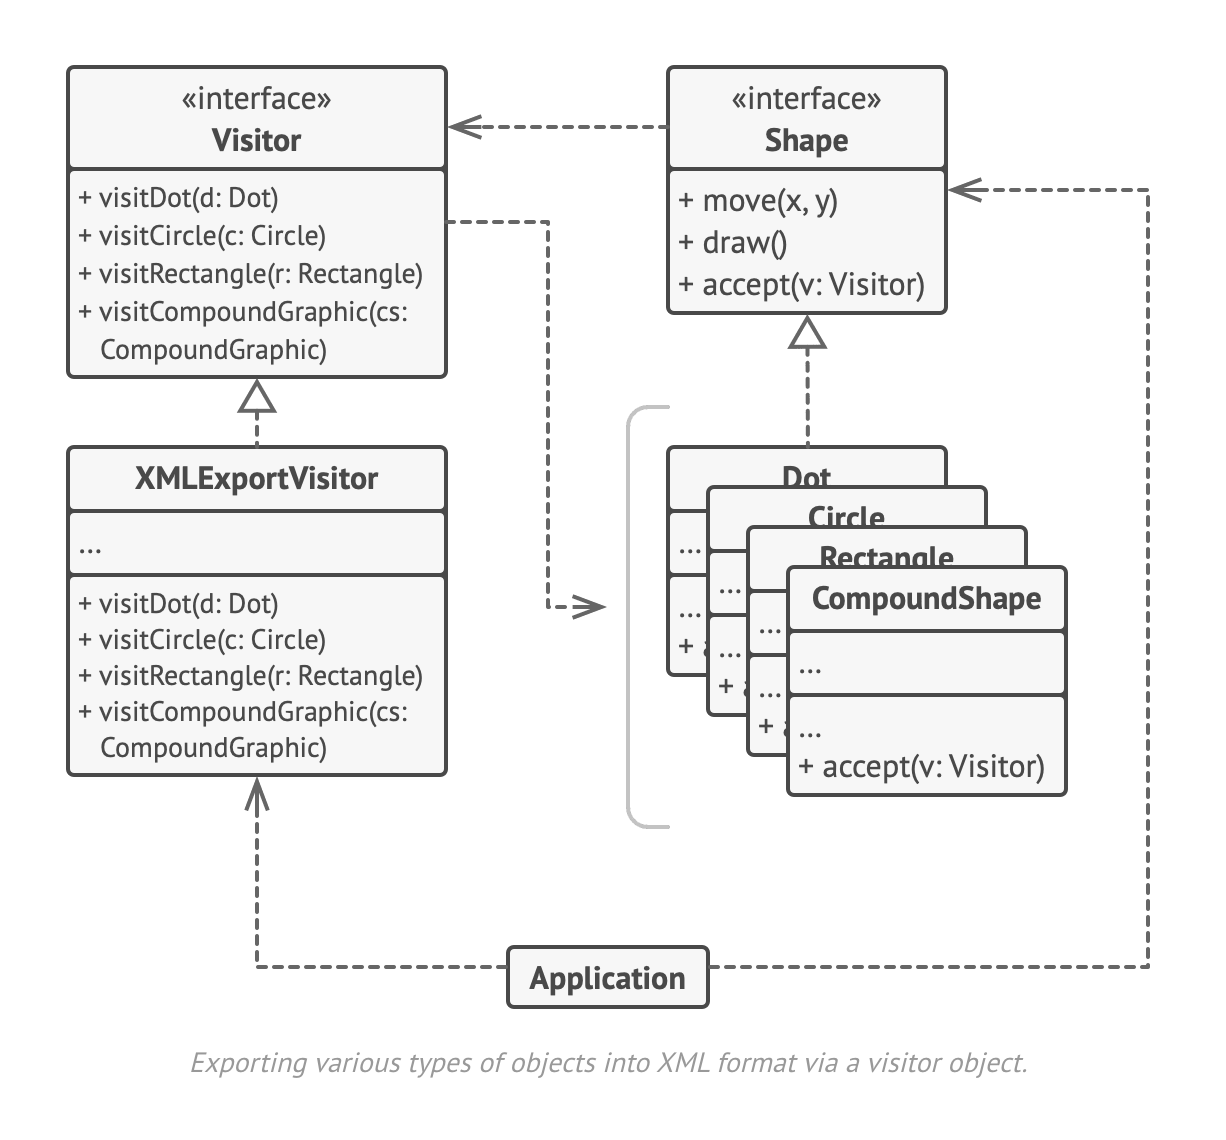 «interface»
Visitor
+ visitDot(d: Dot)
+ visitCircle(c: Circle)
+ visitRectangle(r: Rectangle)
+ visitCompoundGraphic(cs:
CompoundGraphic)
«interface»
Shape
+ move(x, y)
+ draw()
+ accept(v: Visitor)
XMLExportVisitor
...
+ visitDot(d: Dot)
+ visitCircle(c: Circle)
+ visitRectangle(r: Rectangle)
+ visitCompoundGraphic(cs:
CompoundGraphic)
Dot
...
...
+
Circle
...
...
+
Rectangle
...
...
+
CompoundShape
...
...
+ accept(v: Visitor)
Application
Exporting various types of objects into XML format via a visitor object.